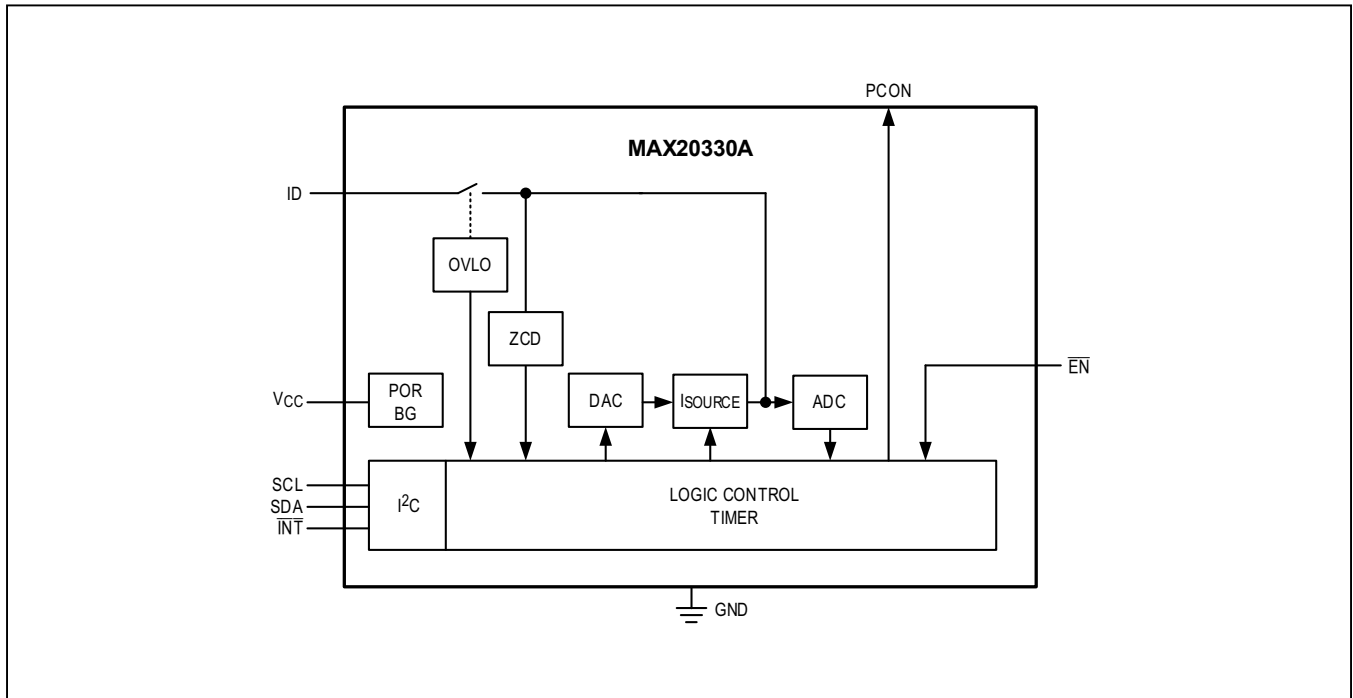 PCON
MAX20330A
ID
OVLO
ZCD
EN
VCC
POR
BG
DAC
ISOURCE
ADC
SCL
SDA
INT
I2C
LOGIC CONTROL
TIMER
GND